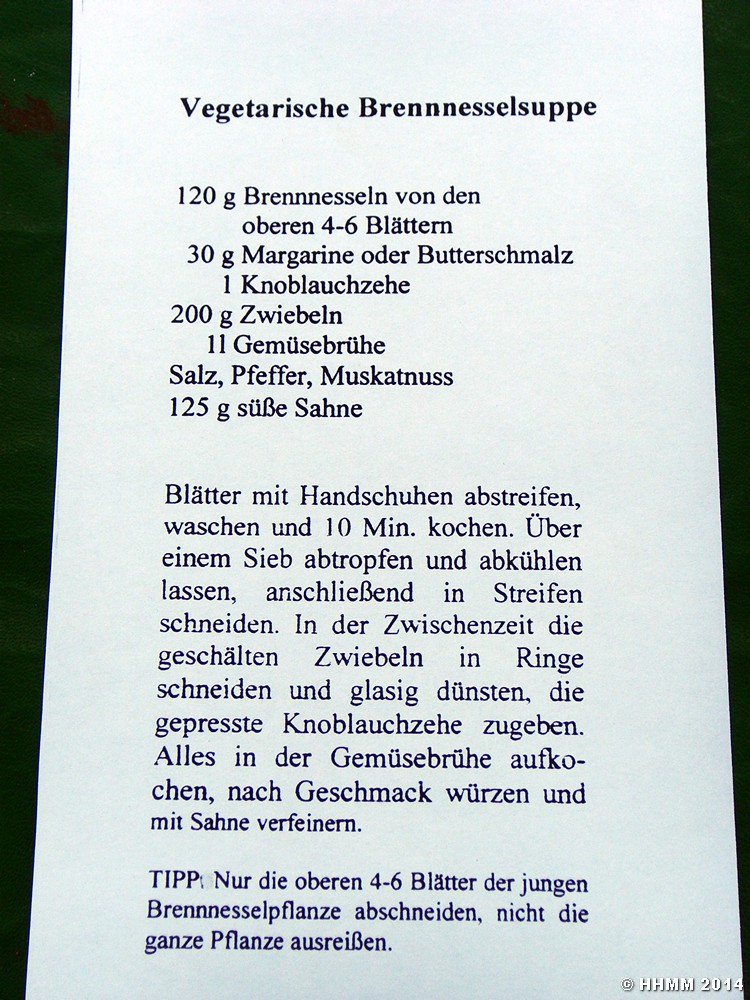 Vegetarische Brennnesselsuppe
120 g Brennnesseln von den
oberen 4-6 Blättern
30 g Margarine oder Butterschmalz
1 Knoblauchzehe
200 g Zwiebeln
1l Gemüsebrühe
Salz, Pfeffer, Muskatnuss
125 g süße Sahne
Blätter mit Handschuhen abstreifen,
waschen und 10 Min. kochen. Über
einem Sieb abtropfen und abkühlen
lassen, anschließend in Streifen
schneiden. In der Zwischenzeit die
geschälten Zwiebeln in Ringe
schneiden und glasig dünsten, die
gepresste Knoblauchzehe zugeben.
Alles in der Gemüsebrühe aufko-
chen, nach Geschmack würzen und
mit Sahne verfeinern.
TIPP: Nur die oberen 4-6 Blätter der jungen
Brennnesselpflanze abschneiden, nicht die
ganze Pflanze ausreißen.
© HHMM 2014